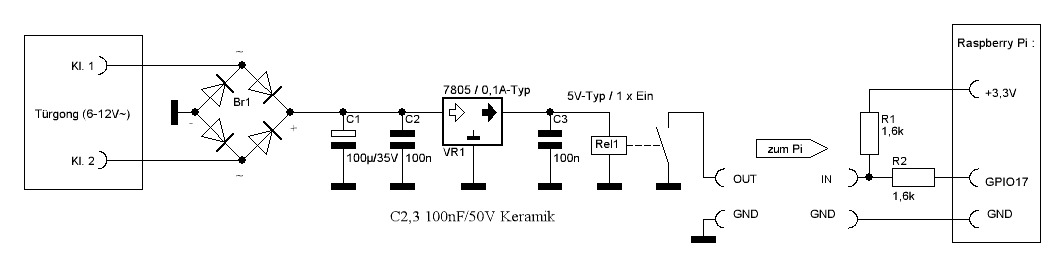 Raspberry Pi :
Kl. 1
~
7805 / 0,1A-Typ
5V-Typ / 1 x Ein
+3,3V
Br1
Türgong (6-12V~)
-
+
C1
C2
C3
R1
1,6k
VR1
100µ/35V
100n
100n
Rel1
zum Pi
Kl. 2
~
R2
OUT
IN
1,6k
GPIO17
C2,3 100nF/50V Keramik
GND
GND
GND